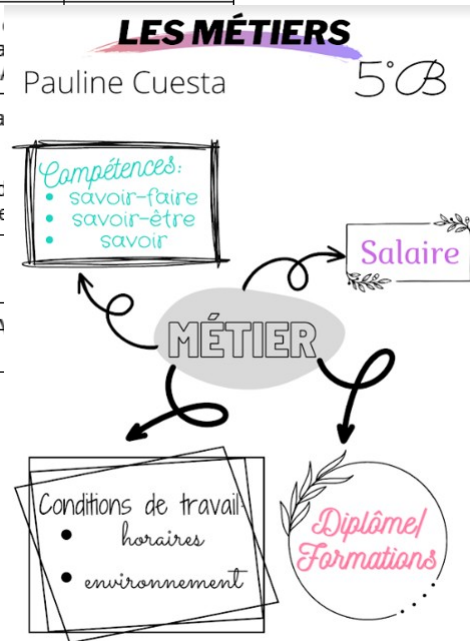 LES MÉTIERS
Pauline Cuesta
5°B
Compétences:
• savoir-faire
• savoir-être
• savoir
Salaire
MÉTIER
Conditions de travail:
• horaires
• environnement
Diplôme/
Formations